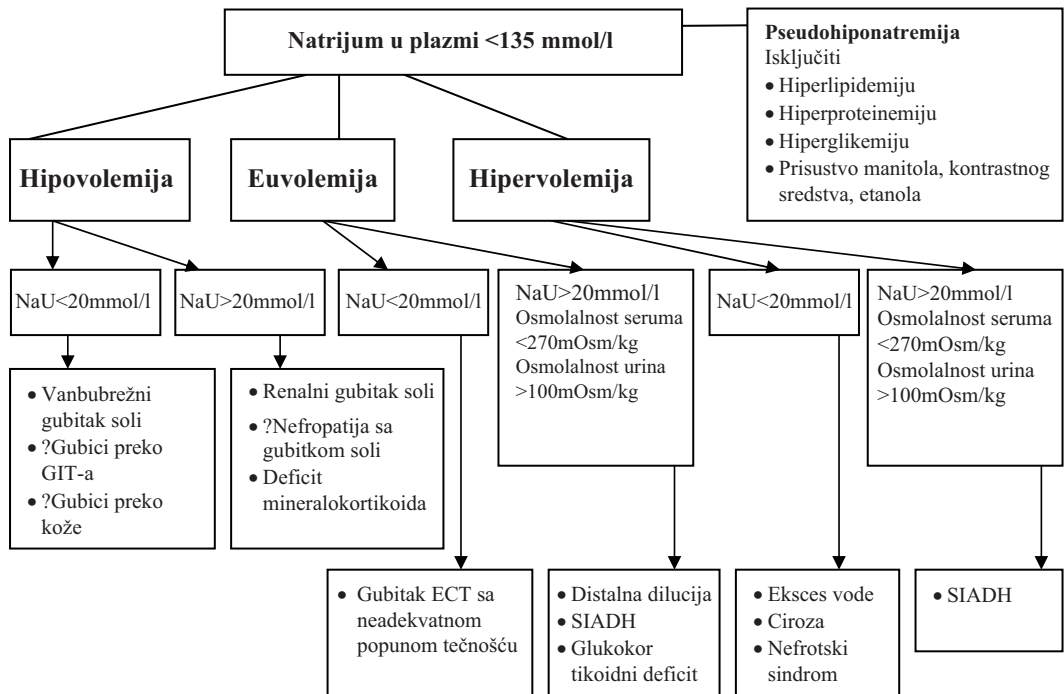 Natrijum u plazmi <135 mmol/l
Pseudohiponatremija
Isključiti
• Hiperlipidemiju
• Hiperproteinemiju
• Hiperglikemiju
• Prisustvo manitola, kontrastnog
sredstva, etanola
Hipovolemija
Euvolemija
Hipervolemija
NaU<20mmol/l
NaU>20mmol/l
NaU<20mmol/l
NaU>20mmol/l
Osmolalnost seruma
<270mOsm/kg
Osmolalnost urina
>100mOsm/kg
NaU<20mmol/l
NaU>20mmol/l
Osmolalnost seruma
<270mOsm/kg
Osmolalnost urina
>100mOsm/kg
• Vanbubrežni
gubitak soli
• ?Gubici preko
GIT-a
• ?Gubici preko
kože
• Renalni gubitak soli
• ?Nefropatija sa
gubitkom soli
• Deficit
mineralokortikoida
• Gubitak ECT sa
neadekvatnom
popunom tečnošću
• Distalna dilucija
• SIADH
• Glukokor
tikoidni deficit
• Eksces vode
• Ciroza
• Nefrotski
sindrom
• SIADH